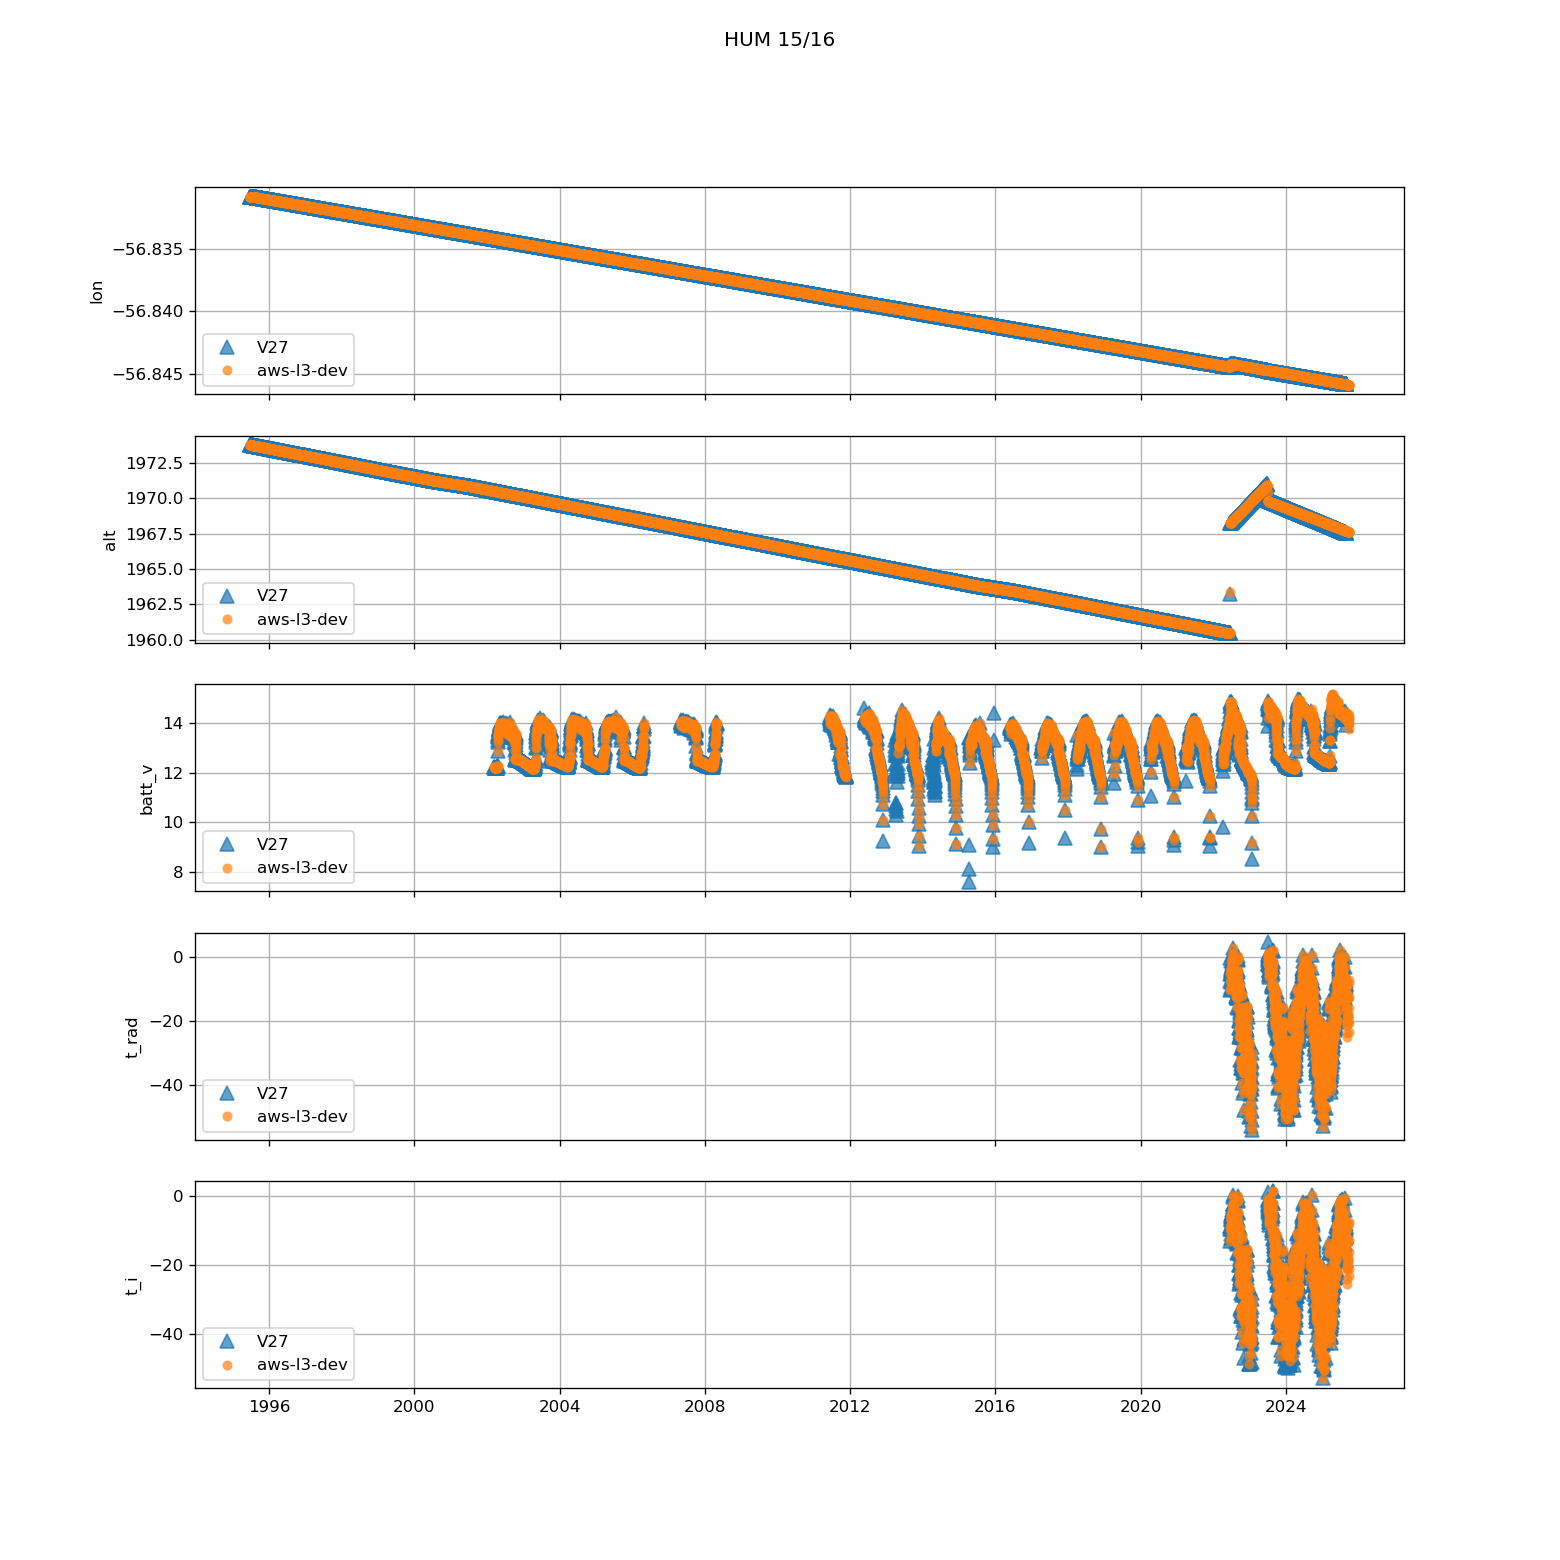 HUM 15/16
−56.835
−56.840
−56.845
lon
V27
aws-l3-dev
1972.5
1970.0
1967.5
1965.0
1962.5
1960.0
alt
V27
aws-l3-dev
14
12
10
8
batt_v
V27
aws-l3-dev
0
−20
−40
t_rad
V27
aws-l3-dev
0
−20
−40
t_i
V27
aws-l3-dev
1996 2000 2004 2008 2012 2016 2020 2024